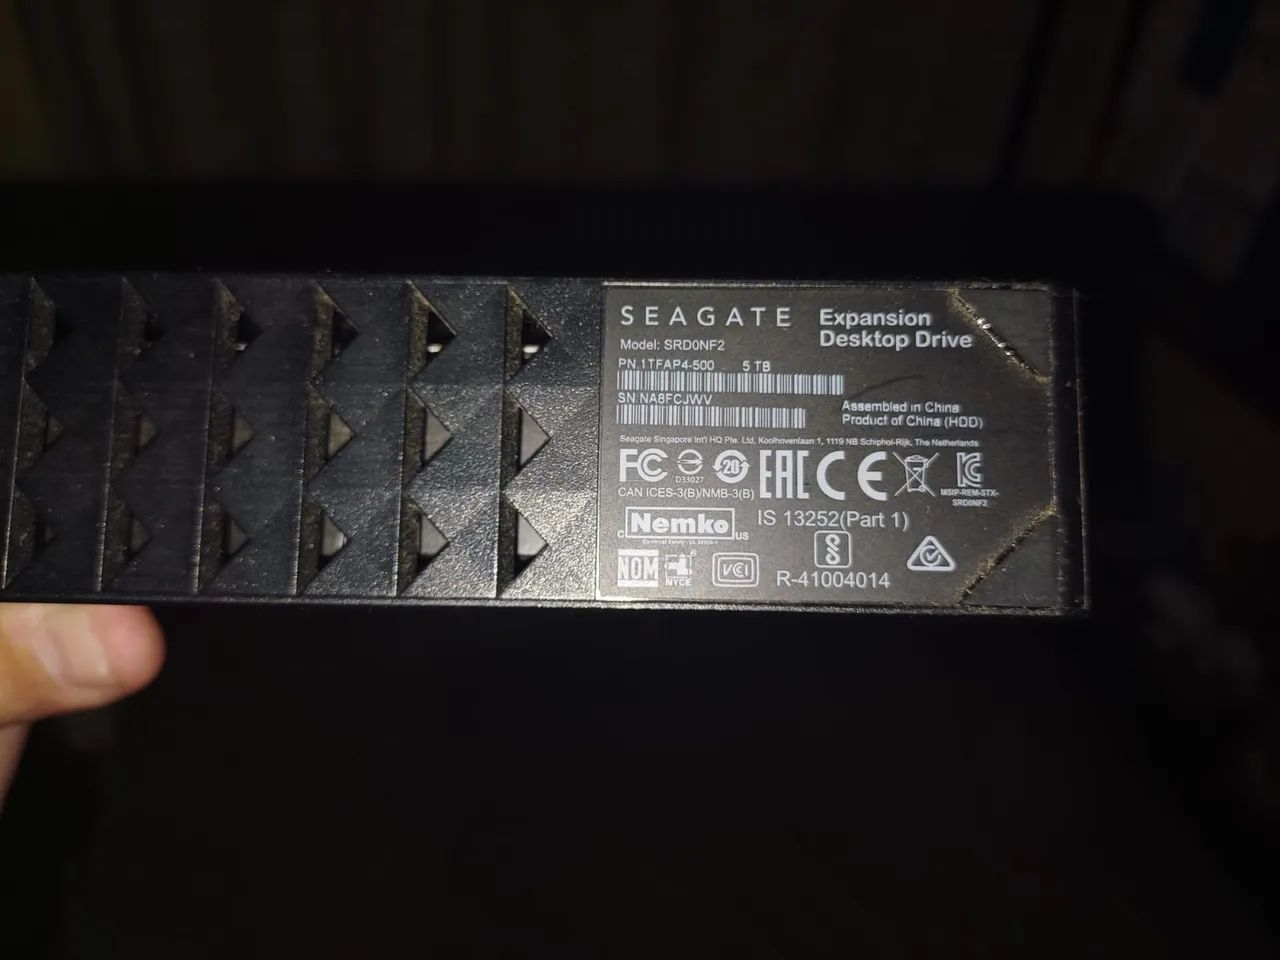 SEAGATE Expansion
Desktop Drive
Model: SRD0NF2
PN 1TFAP4-500 5 TB
SN NA8FCJWV
Assembled in China
Product of China (HDD)
Seagate Singapore Int'l HQ Pte. Ltd. Koolhovenlaan 1, 1119 NB Schiphol-Rijk, The Netherlands
FC D33027 20 EAC CE
MSIP-REM-STX-
SRD0NF2
CAN ICES-3(B)/NMB-3(B)
c Nemko us
IS 13252(Part 1)
NOM NYCE VCI
R-41004014